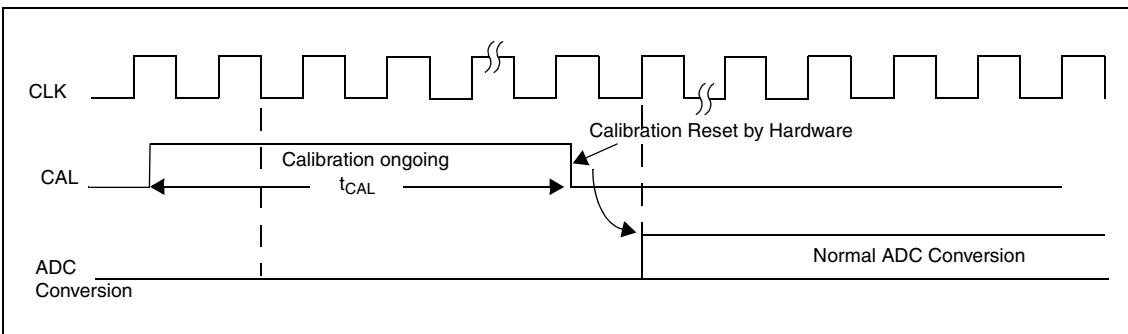 CLK
Calibration Reset by Hardware
CAL
Calibration ongoing
tCAL
ADC
Conversion
Normal ADC Conversion